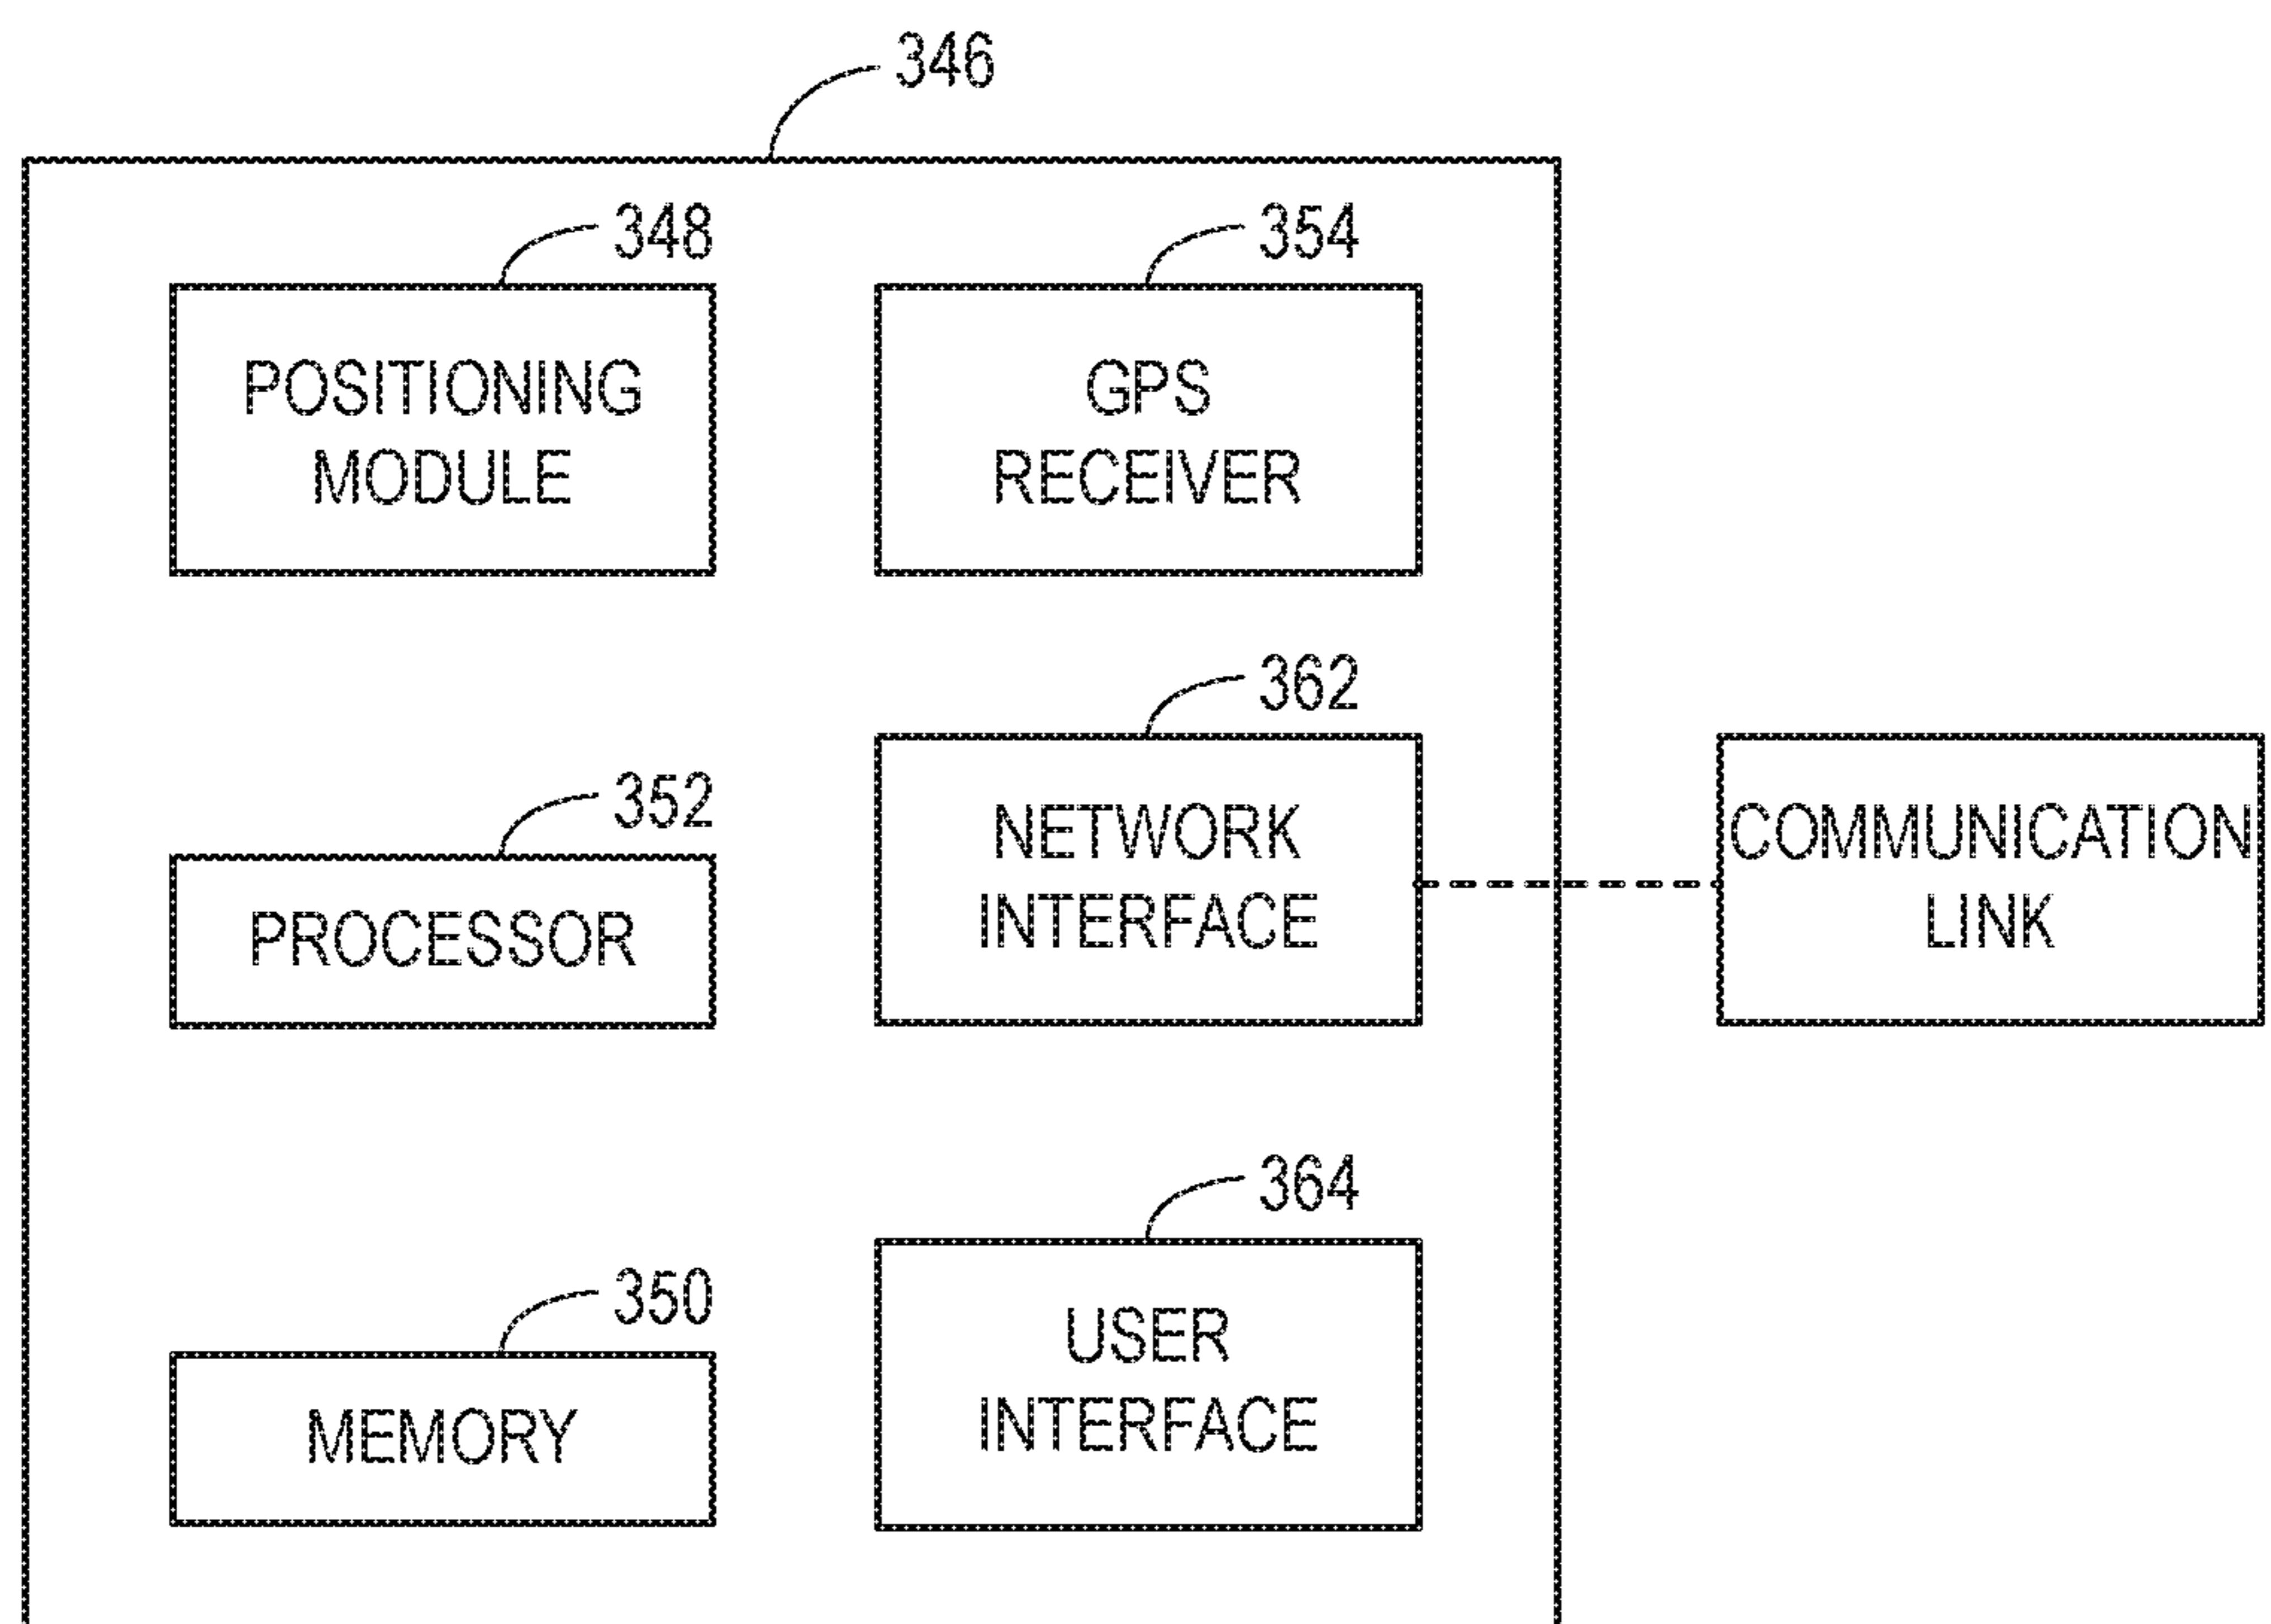 346
348
354
POSITIONING
MODULE
GPS
RECEIVER
362
352
NETWORK
INTERFACE
COMMUNICATION
LINK
PROCESSOR
364
350
USER
INTERFACE
MEMORY